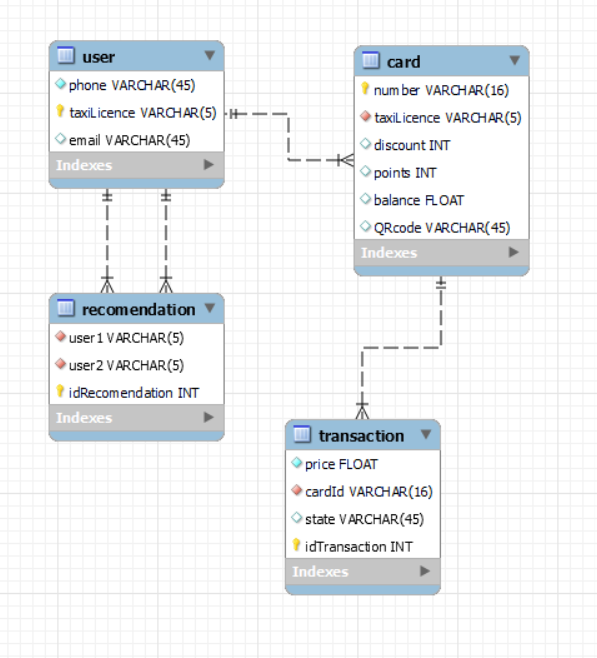 user
phone VARCHAR(45)
taxiLicence VARCHAR(5)
email VARCHAR(45)
Indexes
card
number VARCHAR(16)
taxiLicence VARCHAR(5)
discount INT
points INT
balance FLOAT
QRcode VARCHAR(45)
Indexes
recomendation
user1 VARCHAR(5)
user2 VARCHAR(5)
idRecomendation INT
Indexes
transaction
price FLOAT
cardId VARCHAR(16)
state VARCHAR(45)
idTransaction INT
Indexes